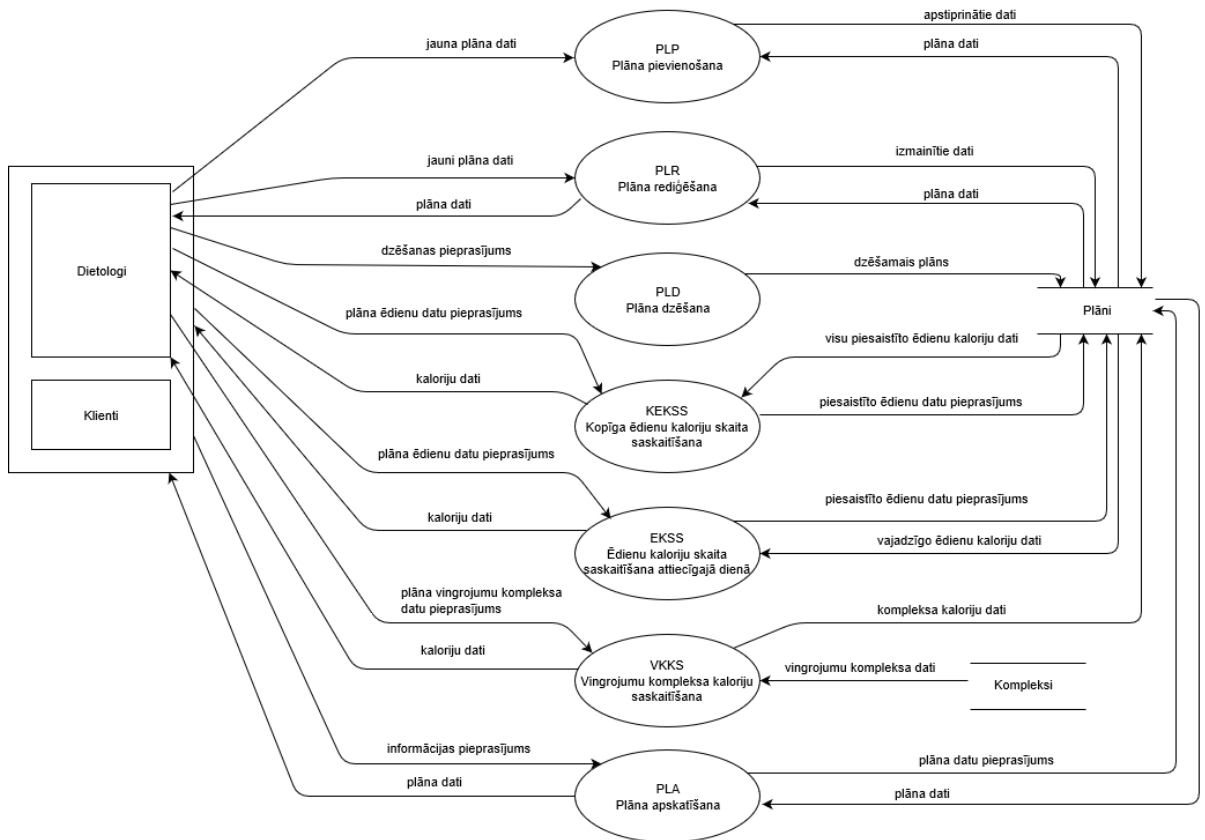 apstiprinātie dati
jauna plāna dati
PLP
Plāna pievienošana
plāna dati
jauni plāna dati
PLR
Plāna rediģēšana
izmainītie dati
plāna dati
plāna dati
Dietologi
dzēšanas pieprasījums
PLD
Plāna dzēšana
dzēšamais plāns
Plāni
plāna ēdienu datu pieprasījums
visu piesaistīto ēdienu kaloriju dati
kaloriju dati
Klienti
KEKSS
Kopīga ēdienu kaloriju skaita
saskaitīšana
piesaistīto ēdienu datu pieprasījums
plāna ēdienu datu pieprasījums
piesaistīto ēdienu datu pieprasījums
kaloriju dati
EKSS
Ēdienu kaloriju skaita
saskaitīšana attiecīgajā dienā
vajadzīgo ēdienu kaloriju dati
plāna vingrojumu kompleksa
datu pieprasījums
kompleksa kaloriju dati
kaloriju dati
VKKS
Vingrojumu kompleksa kaloriju
saskaitīšana
vingrojumu kompleksa dati
Kompleksi
informācijas pieprasījums
plāna dati
PLA
Plāna apskatīšana
plāna datu pieprasījums
plāna dati